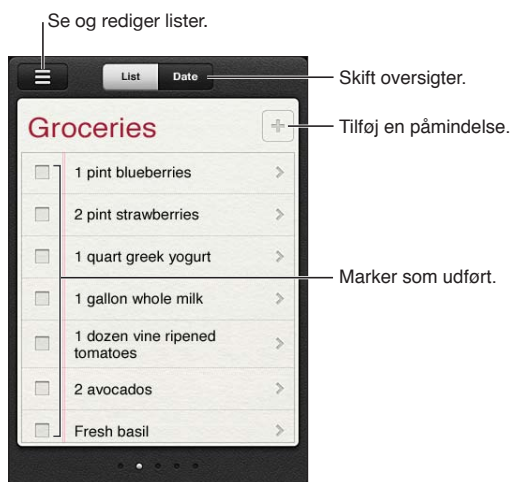 Se og rediger lister.
List Date
Skift oversigter.
Groceries
Tilføj en påmindelse.
1 pint blueberries
2 pint strawberries
1 quart greek yogurt
Marker som udført.
1 gallon whole milk
1 dozen vine ripened
tomatoes
2 avocados
Fresh basil